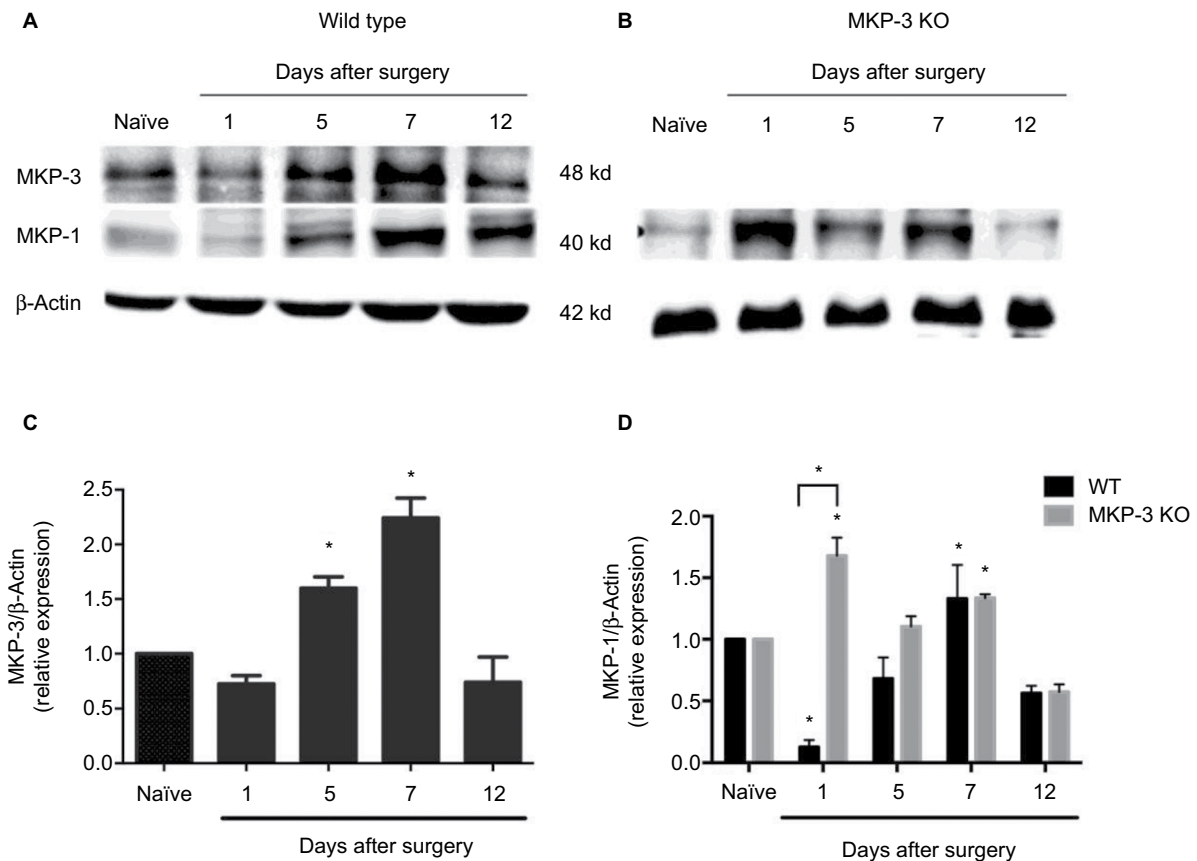 A
Wild type
Days after surgery
Naïve 1 5 7 12
MKP-3 48 kd
MKP-1 40 kd
β-Actin 42 kd
B
MKP-3 KO
Days after surgery
Naïve 1 5 7 12
C
MKP-3/β-Actin
(relative expression)
2.5
2.0
1.5
1.0
0.5
0.0
*
*
Naïve 1 5 7 12
Days after surgery
D
WT
MKP-3 KO
MKP-1/β-Actin
(relative expression)
2.0
1.5
1.0
0.5
0.0
*
*
*
*
*
Naïve 1 5 7 12
Days after surgery